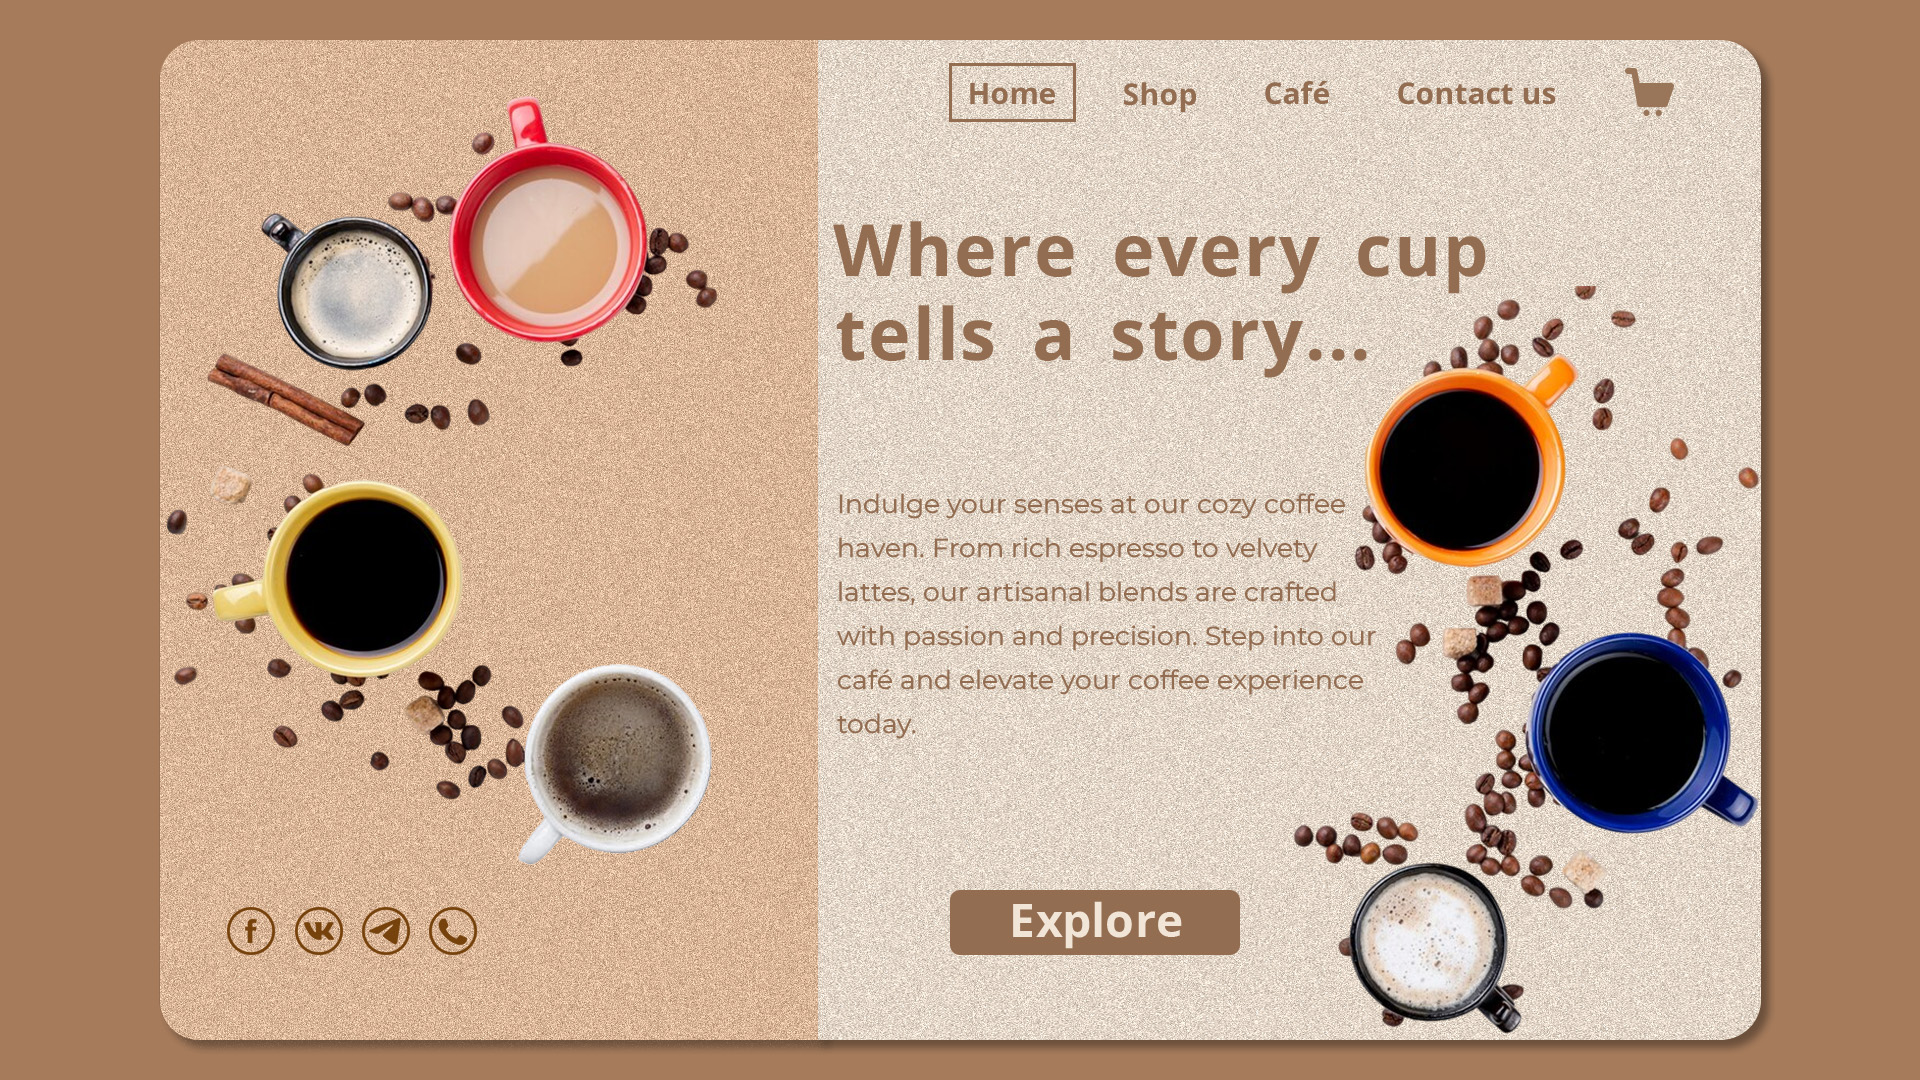 Home Shop Café Contact us
Where every cup
tells a story...
Indulge your senses at our cozy coffee
haven. From rich espresso to velvety
lattes, our artisanal blends are crafted
with passion and precision. Step into our
café and elevate your coffee experience
today.
Explore